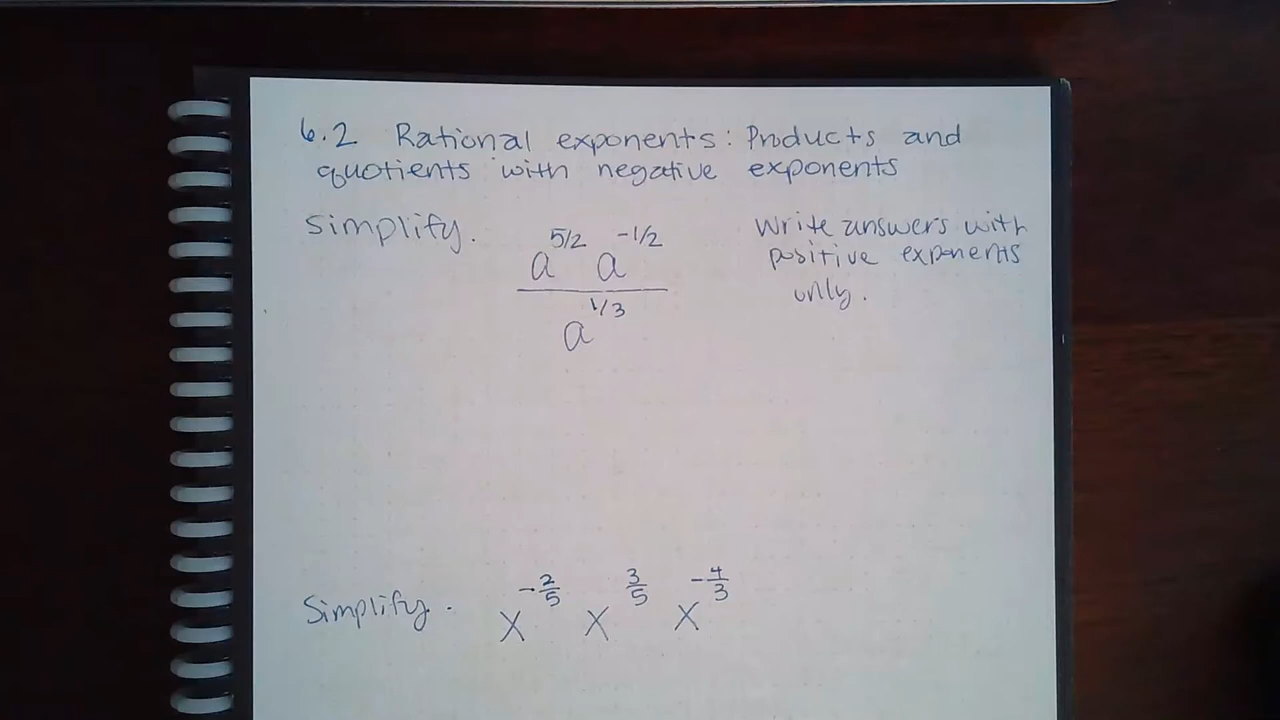 6.2 Rational exponents: Products and
quotients with negative exponents
Simplify. a^{5/2} a^{-1/2} / a^{1/3}
Write answers with
positive exponents
only.
Simplify. x^{-2/5} x^{3/5} x^{-4/3}